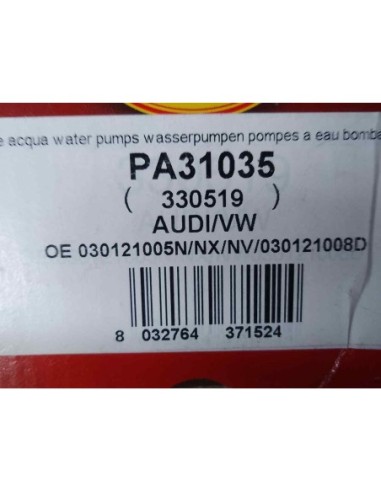 e acqua water pumps wasserpumpen pompes a eau bomba
PA31035
( 330519 )
AUDI/VW
OE 030121005N/NX/NV/030121008D
8 032764 371524